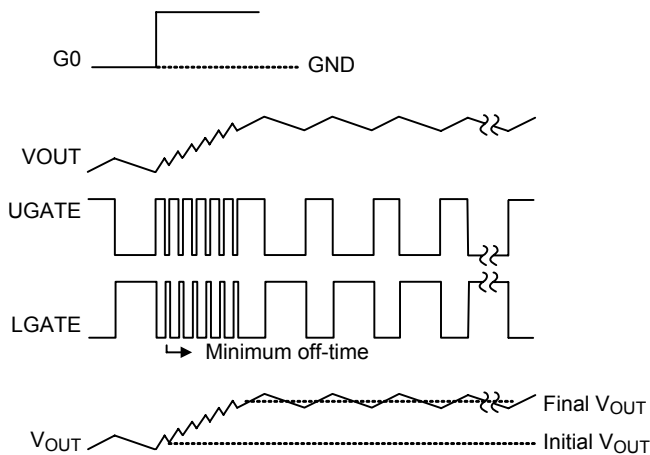 G0
GND
VOUT
UGATE
LGATE
Minimum off-time
Final VOUT
VOUT
Initial VOUT